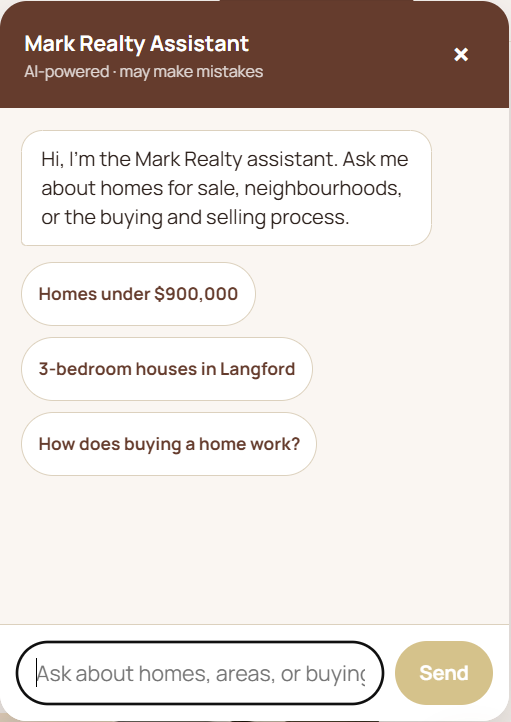 Mark Realty Assistant
AI-powered · may make mistakes
×
Hi, I'm the Mark Realty assistant. Ask me
about homes for sale, neighbourhoods,
or the buying and selling process.
Homes under $900,000
3-bedroom houses in Langford
How does buying a home work?
Ask about homes, areas, or buying
Send